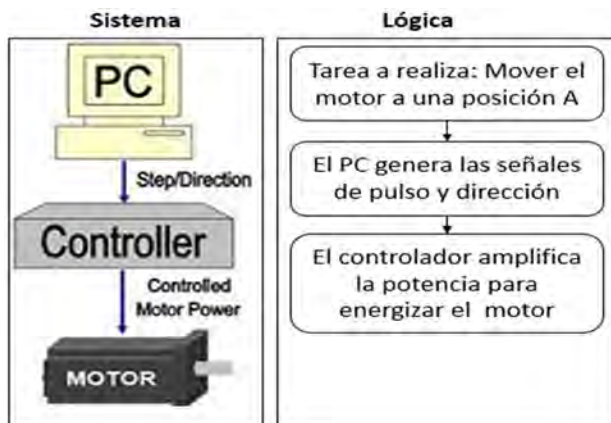 Sistema
PC
Step/Direction
Controller
Controlled
Motor Power
MOTOR
Lógica
Tarea a realiza: Mover el
motor a una posición A
El PC genera las señales
de pulso y dirección
El controlador amplifica
la potencia para
energizar el motor